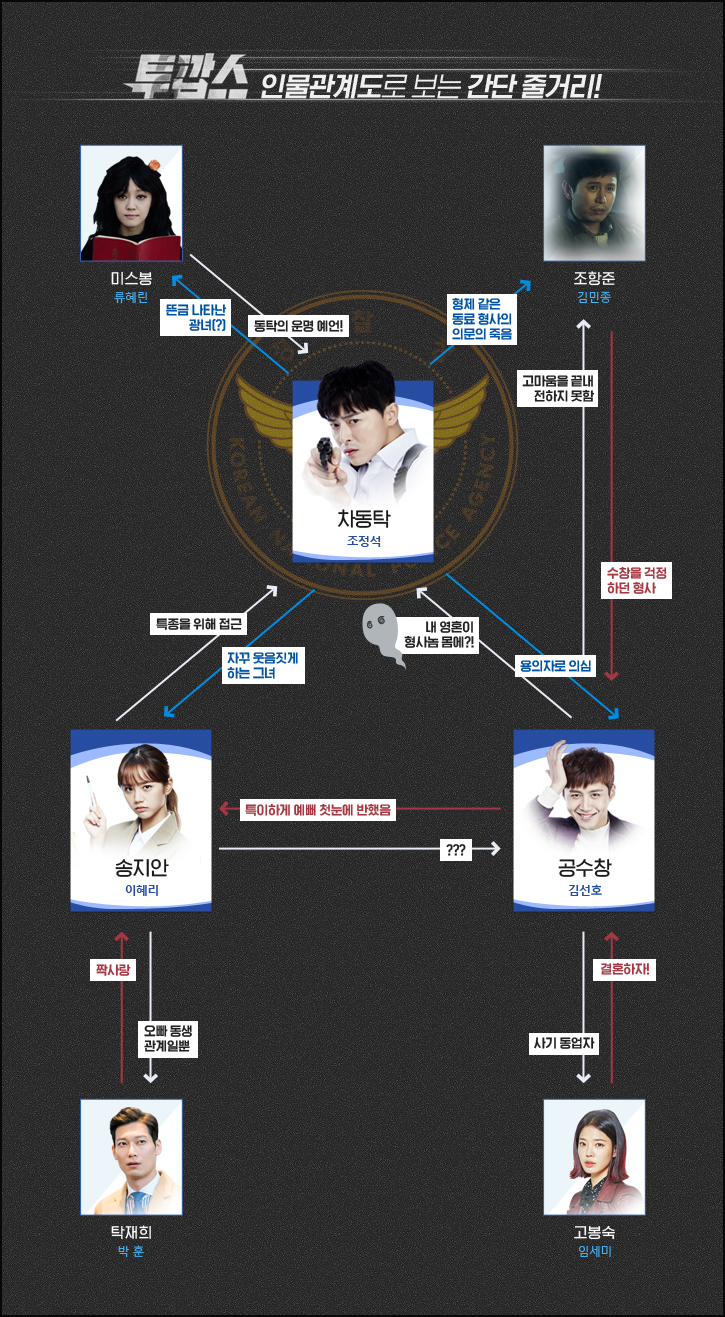 투깝스 인물관계도로 보는 간단 줄거리!
미스봉
류혜린
조항준
김민종
뜬금 나타난
광녀(?)
동탁의 운명 예언!
형제 같은
동료 형사의
의문의 죽음
고마움을 끝내
전하지 못함
KOREAN NATIONAL POLICE AGENCY
차동탁
조정석
수창을 걱정
하던 형사
특종을 위해 접근
내 영혼이
형사놈 몸에?!
자꾸 웃음짓게
하는 그녀
용의자로 의심
특이하게 예뻐 첫눈에 반했음
???
송지안
이혜리
공수창
김선호
짝사랑
결혼하자!
오빠 동생
관계일뿐
사기 동업자
탁재희
박 훈
고봉숙
임세미